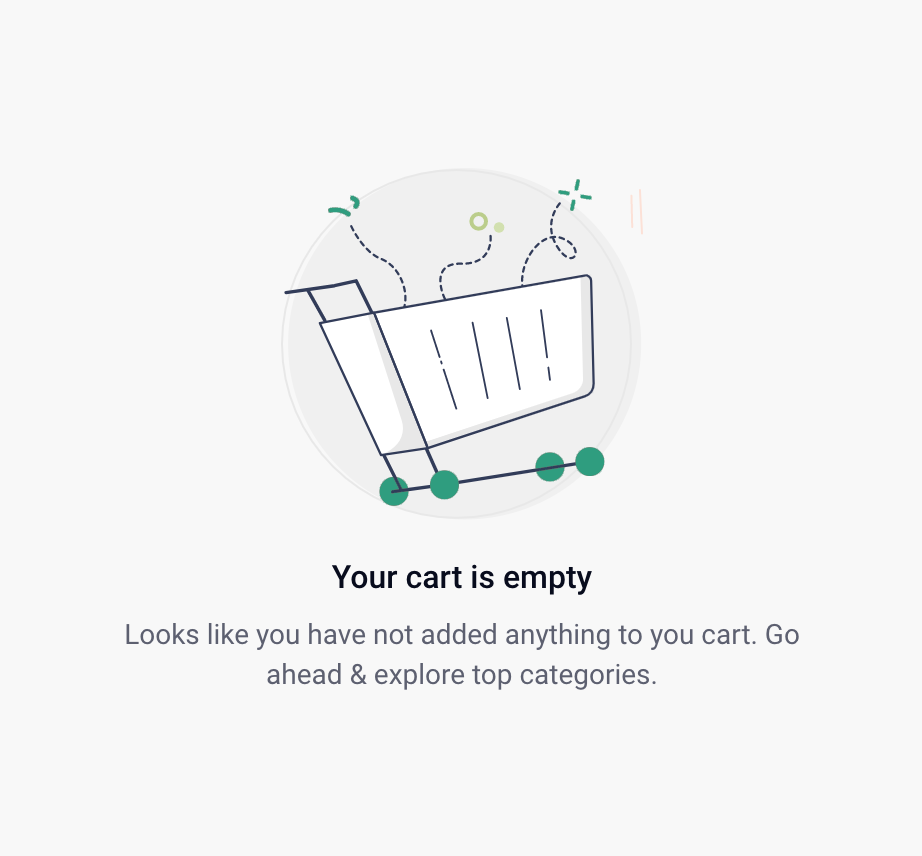 Your cart is empty
Looks like you have not added anything to you cart. Go
ahead & explore top categories.